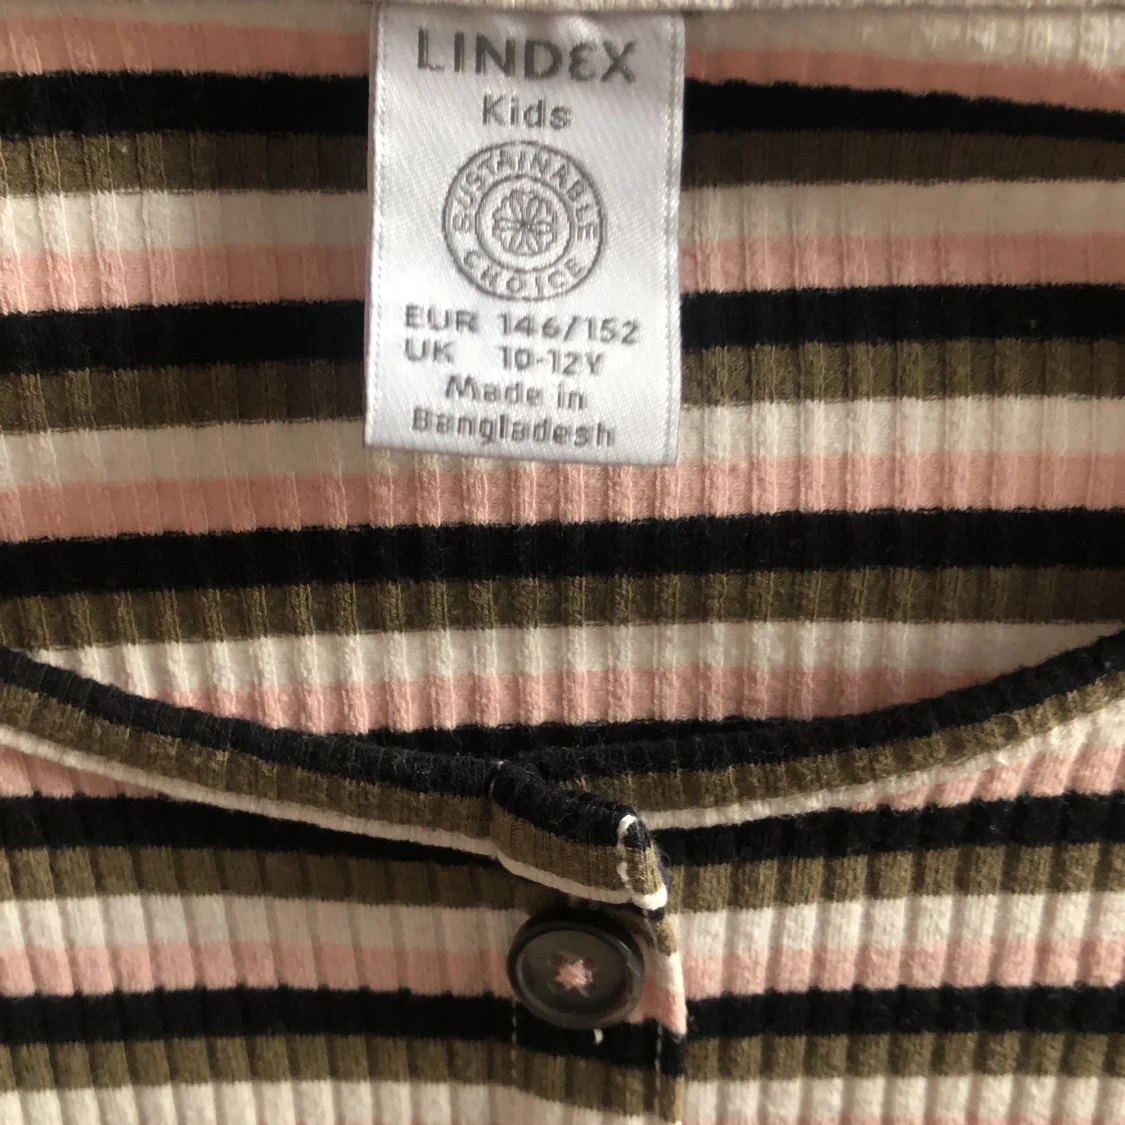 LINDEX
Kids
SUSTAINABLE
CHOICE
EUR 146/152
UK 10-12Y
Made in
Bangladesh